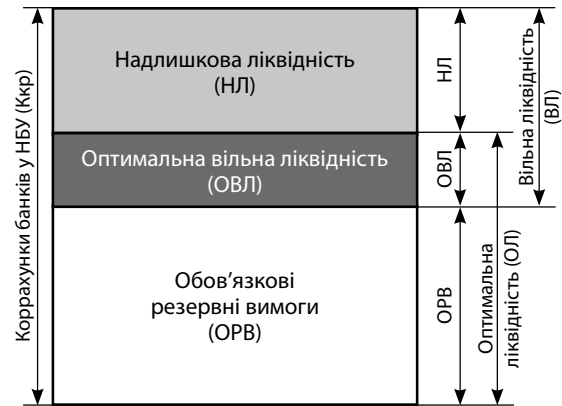 Коррахунки банків у НБУ (Ккр)
Надлишкова ліквідність
(НЛ)
Оптимальна вільна ліквідність
(ОВЛ)
Обов’язкові
резервні вимоги
(ОРВ)
НЛ
ОВЛ
ОРВ
Вільна ліквідність
(ВЛ)
Оптимальна
ліквідність (ОЛ)